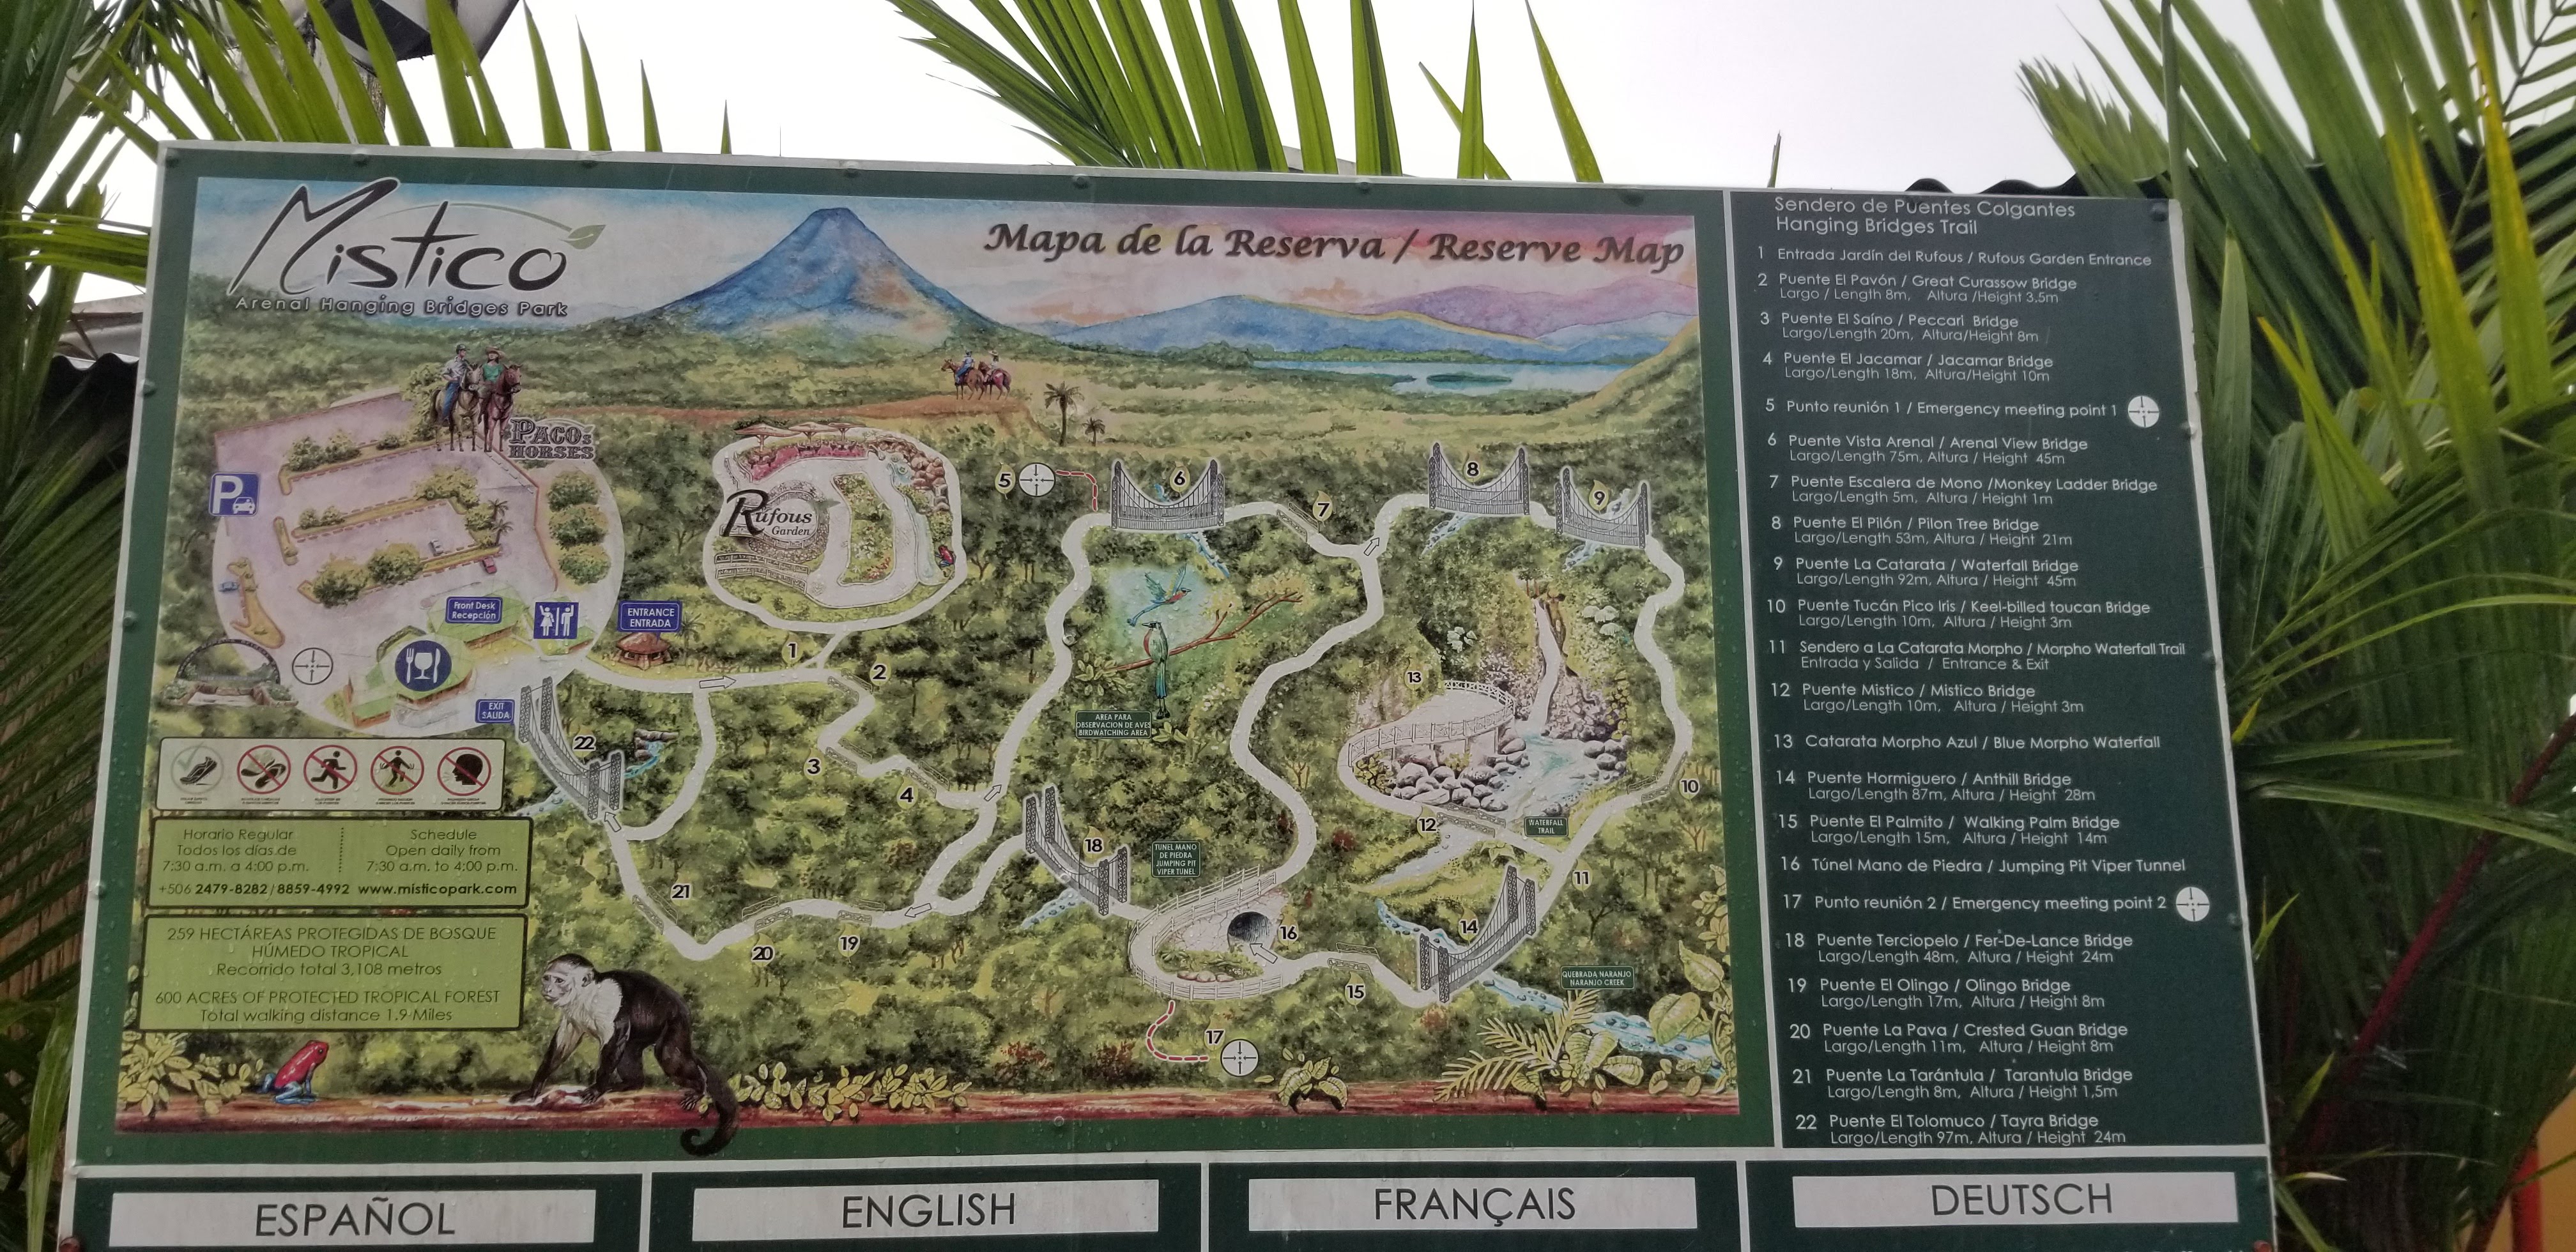 Mistico
Arenal Hanging Bridges Park
Mapa de la Reserva / Reserve Map
PACO's
HORSES
P
Rufous
Garden
Front Desk
Recepción
ENTRANCE
ENTRADA
EXIT
SALIDA
1
2
3
4
5
6
7
8
9
10
11
12
13
14
15
16
17
18
19
20
21
22
AREA PARA
OBSERVACION DE AVES
BIRDWATCHING AREA
TUNEL MANO
DE PIEDRA
JUMPING PIT
VIPER TUNEL
WATERFALL
TRAIL
QUEBRADA NARANJO
NARANJO CREEK
Horario Regular
Todos los días de
7:30 a.m. a 4:00 p.m.
Schedule
Open daily from
7:30 a.m. to 4:00 p.m.
+506 2479-8282/8859-4992 www.misticopark.com
259 HECTÁREAS PROTEGIDAS DE BOSQUE
HÚMEDO TROPICAL
Recorrido total 3,108 metros
600 ACRES OF PROTECTED TROPICAL FOREST
Total walking distance 1.9 Miles
Sendero de Puentes Colgantes
Hanging Bridges Trail
1 Entrada Jardín del Rufous / Rufous Garden Entrance
2 Puente El Pavón / Great Curassow Bridge
Largo / Length 8m, Altura /Height 3.5m
3 Puente El Saíno / Peccari Bridge
Largo/Length 20m, Altura/Height 8m
4 Puente El Jacamar / Jacamar Bridge
Largo/Length 18m, Altura/Height 10m
5 Punto reunión 1 / Emergency meeting point 1
6 Puente Vista Arenal / Arenal View Bridge
Largo/Length 75m, Altura / Height 45m
7 Puente Escalera de Mono /Monkey Ladder Bridge
Largo/Length 5m, Altura / Height 1m
8 Puente El Pilón / Pilon Tree Bridge
Largo/Length 53m, Altura / Height 21m
9 Puente La Catarata / Waterfall Bridge
Largo/Length 92m, Altura / Height 45m
10 Puente Tucán Pico Iris / Keel-billed toucan Bridge
Largo/Length 10m, Altura / Height 3m
11 Sendero a La Catarata Morpho / Morpho Waterfall Trail
Entrada y Salida / Entrance & Exit
12 Puente Mistico / Mistico Bridge
Largo/Length 10m, Altura / Height 3m
13 Catarata Morpho Azul / Blue Morpho Waterfall
14 Puente Hormiguero / Anthill Bridge
Largo/Length 87m, Altura / Height 28m
15 Puente El Palmito / Walking Palm Bridge
Largo/Length 15m, Altura / Height 14m
16 Túnel Mano de Piedra / Jumping Pit Viper Tunnel
17 Punto reunión 2 / Emergency meeting point 2
18 Puente Terciopelo / Fer-De-Lance Bridge
Largo/Length 48m, Altura / Height 24m
19 Puente El Olingo / Olingo Bridge
Largo/Length 17m, Altura / Height 8m
20 Puente La Pava / Crested Guan Bridge
Largo/Length 11m, Altura / Height 8m
21 Puente La Tarántula / Tarantula Bridge
Largo/Length 8m, Altura / Height 1,5m
22 Puente El Tolomuco / Tayra Bridge
Largo/Length 97m, Altura / Height 24m
ESPAÑOL
ENGLISH
FRANÇAIS
DEUTSCH